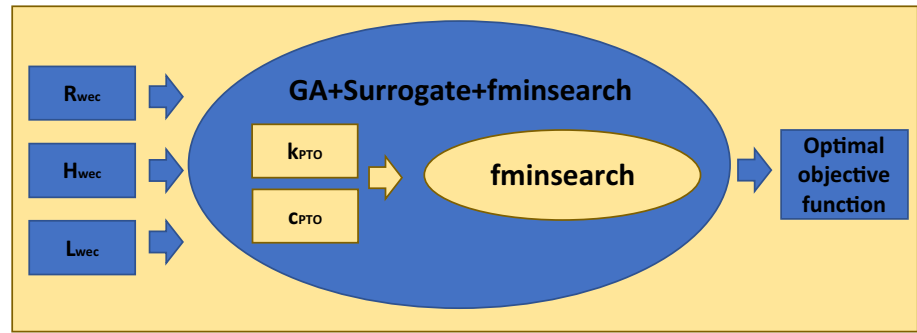 Rwec
Hwec
Lwec
GA+Surrogate+fminsearch
kPTO
cPTO
fminsearch
Optimal
objective
function